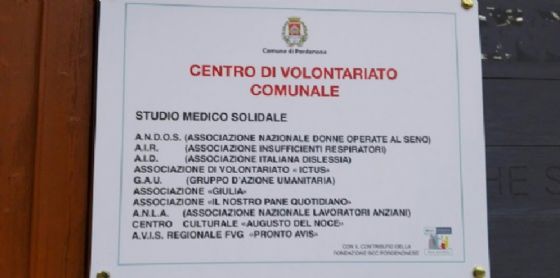 Comune di Pordenone
CENTRO DI VOLONTARIATO
COMUNALE
STUDIO MEDICO SOLIDALE
A.N.D.O.S. (ASSOCIAZIONE NAZIONALE DONNE OPERATE AL SENO)
A.I.R. (ASSOCIAZIONE INSUFFICIENTI RESPIRATORI)
A.I.D. (ASSOCIAZIONE ITALIANA DISLESSIA)
ASSOCIAZIONE DI VOLONTARIATO «ICTUS»
G.A.U. (GRUPPO D'AZIONE UMANITARIA)
ASSOCIAZIONE «GIULIA»
ASSOCIAZIONE «IL NOSTRO PANE QUOTIDIANO»
A.N.L.A. (ASSOCIAZIONE NAZIONALE LAVORATORI ANZIANI)
CENTRO CULTURALE «AUGUSTO DEL NOCE»
A.V.I.S. REGIONALE FVG «PRONTO AVIS»
CON IL CONTRIBUTO DELLA
FONDAZIONE BCC PORDENONESE
HE S